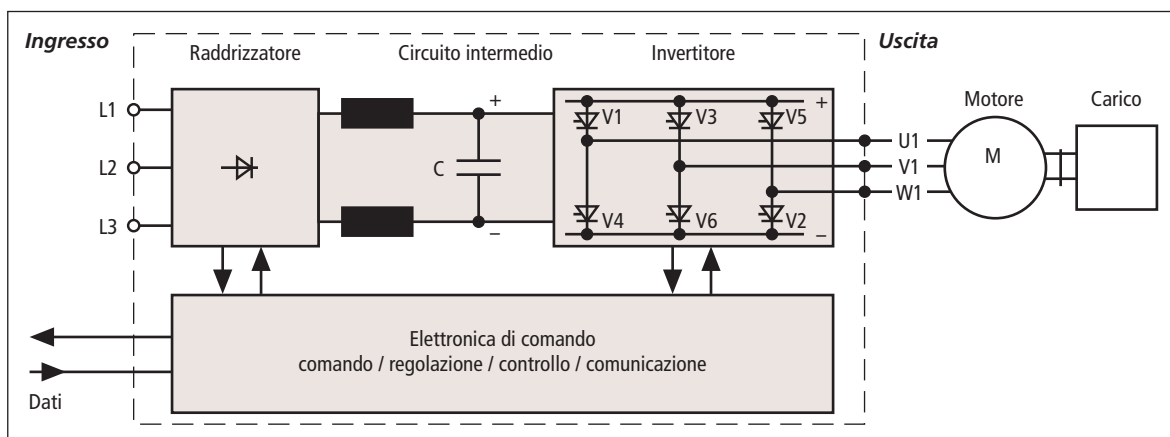 Ingresso
Raddrizzatore
Circuito intermedio
Invertitore
Uscita
Motore
Carico
L1
L2
L3
+
C
−
V1
V3
V5
+
V4
V6
V2
−
U1
V1
W1
M
Elettronica di comando
comando / regolazione / controllo / comunicazione
Dati